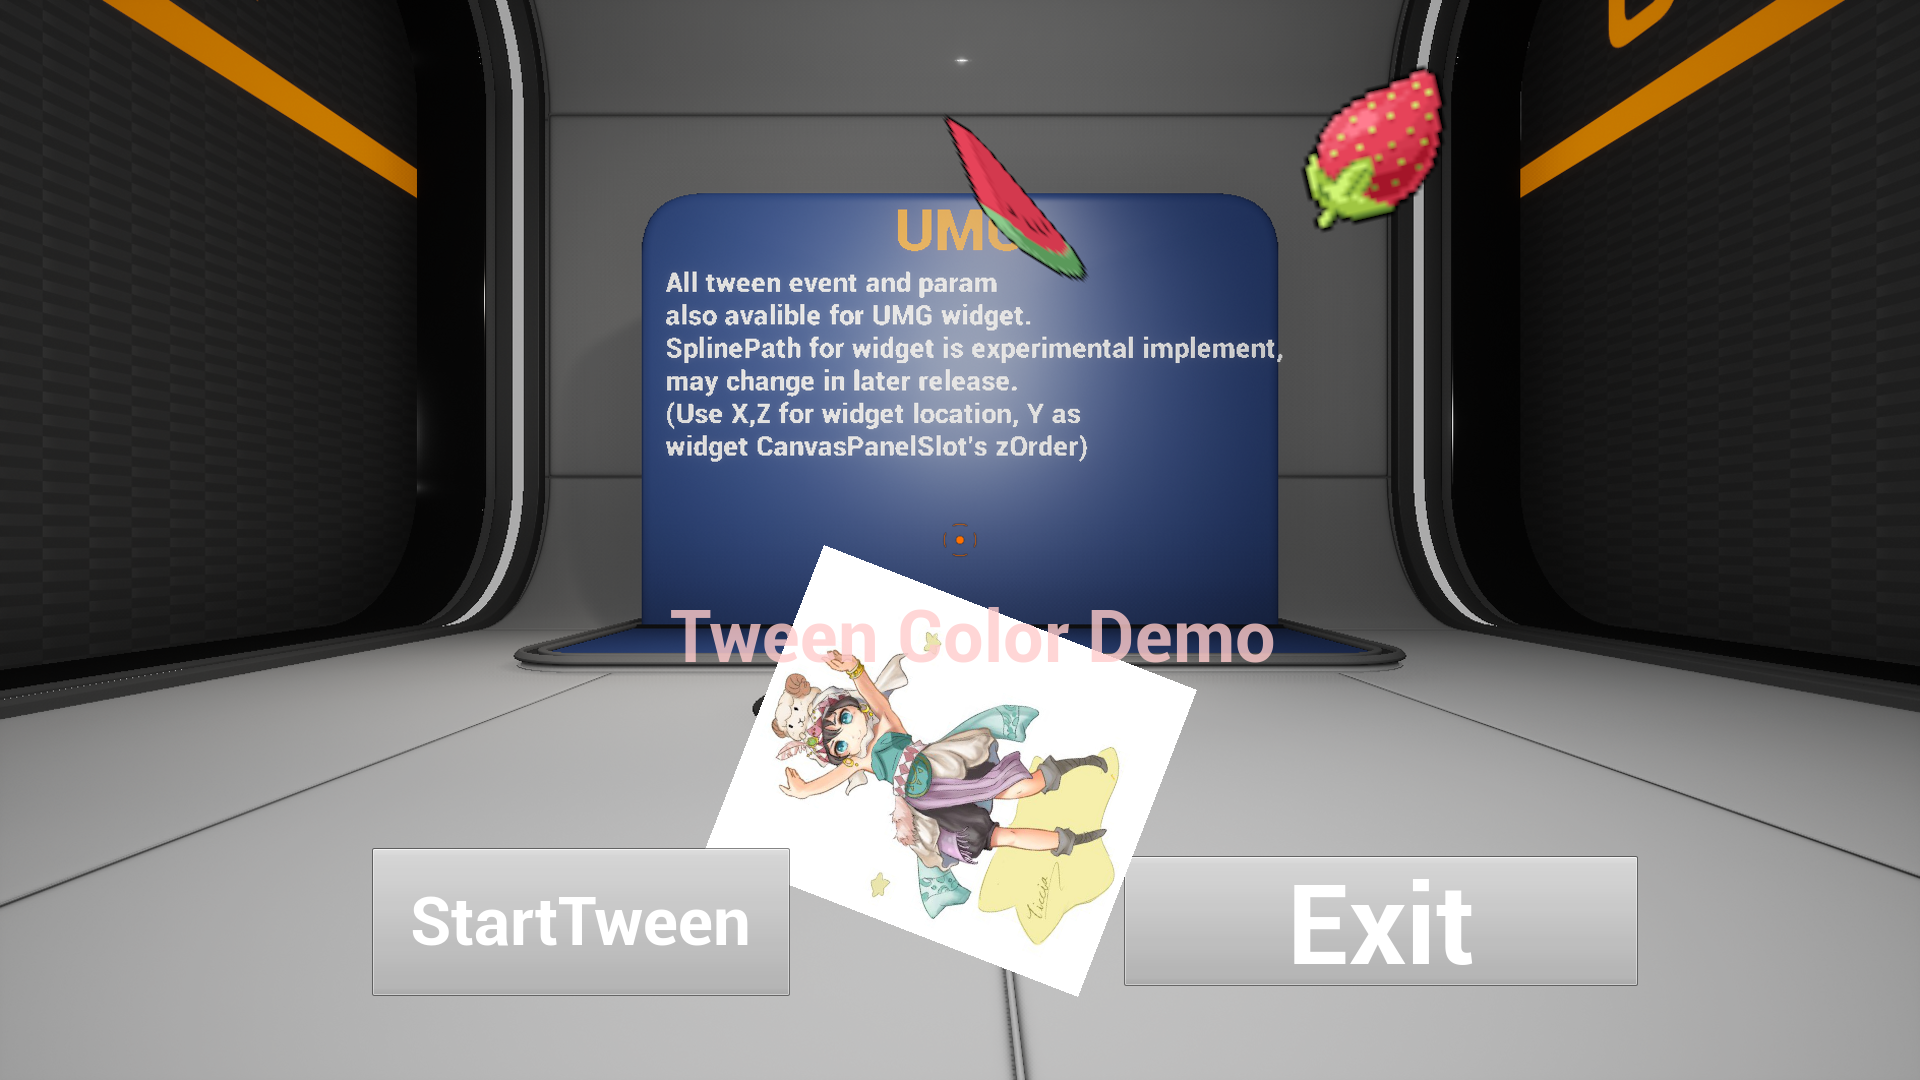 UMG
All tween event and param
also avalible for UMG widget.
SplinePath for widget is experimental implement,
may change in later release.
(Use X,Z for widget location, Y as
widget CanvasPanelSlot's zOrder)
Tween Color Demo
Ticcia
StartTween
Exit